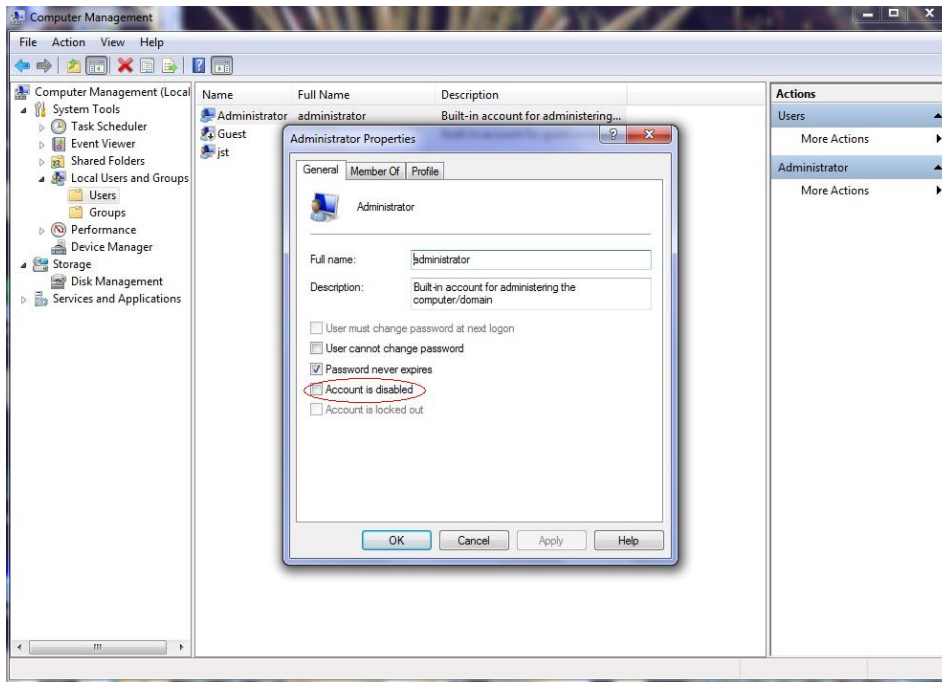 Computer Management
File Action View Help
Computer Management (Local
System Tools
Task Scheduler
Event Viewer
Shared Folders
Local Users and Groups
Users
Groups
Performance
Device Manager
Storage
Disk Management
Services and Applications
Name Full Name Description
Administrator administrator Built-in account for administering...
Guest
jst
Administrator Properties
General Member Of Profile
Administrator
Full name: administrator
Description: Built-in account for administering the
computer/domain
User must change password at next logon
User cannot change password
Password never expires
Account is disabled
Account is locked out
OK Cancel Apply Help
Actions
Users
More Actions
Administrator
More Actions